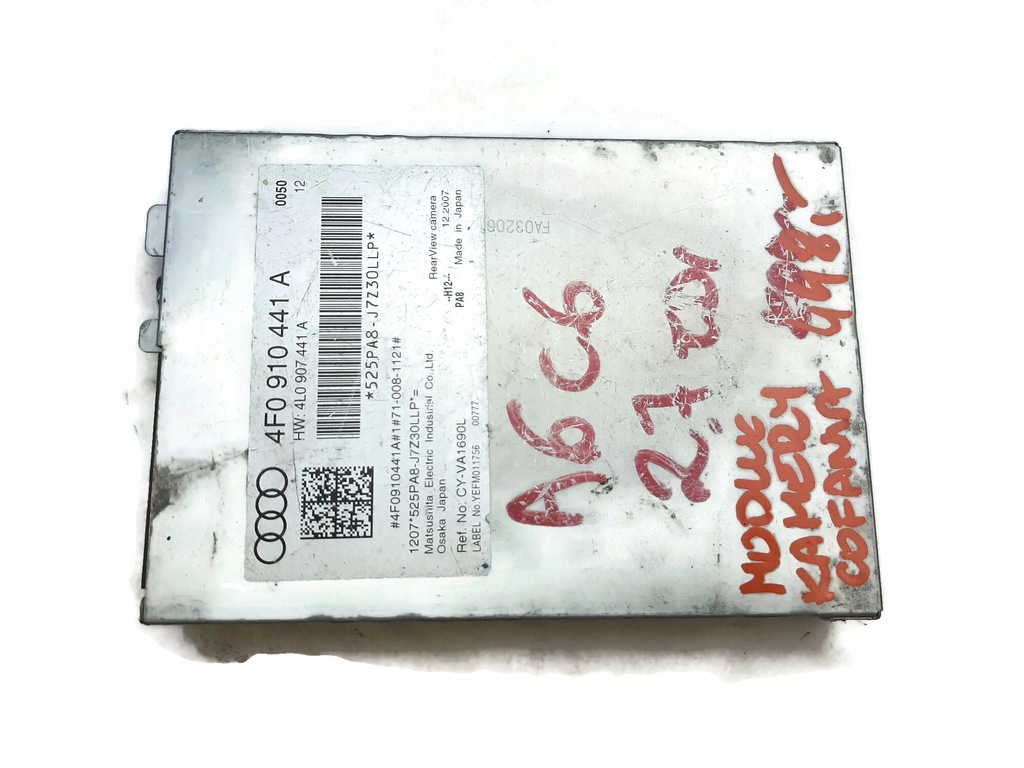 0050
12
4F0 910 441 A
HW: 4L0 907 441 A
*525PA8-J7Z30LLP*
RearView camera
12.2007
--H12--
PA8
Made in Japan
#4F0910441A#1#71-008-1121#
1207*525PA8-J7Z30LLP*=
Matsushita Electric Industrial Co.,Ltd.
Osaka Japan
Ref. No. CY-VA1690L
LABEL No.YEFM011756 00777
FA03206
A6 C6
2.7 TDI
998,-
MODUŁ
KAMERY
COFANIA